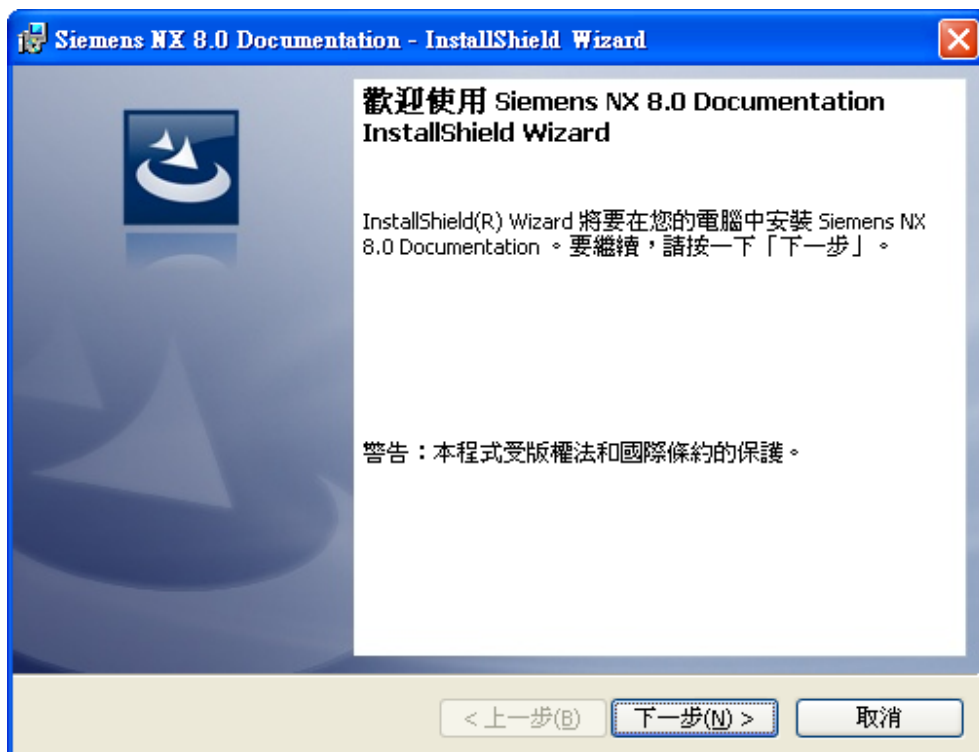 Siemens NX 8.0 Documentation - InstallShield Wizard
歡迎使用 Siemens NX 8.0 Documentation
InstallShield Wizard
InstallShield(R) Wizard 將要在您的電腦中安裝 Siemens NX
8.0 Documentation 。要繼續，請按一下「下一步」。
警告：本程式受版權法和國際條約的保護。
< 上一步(B)
下一步(N) >
取消